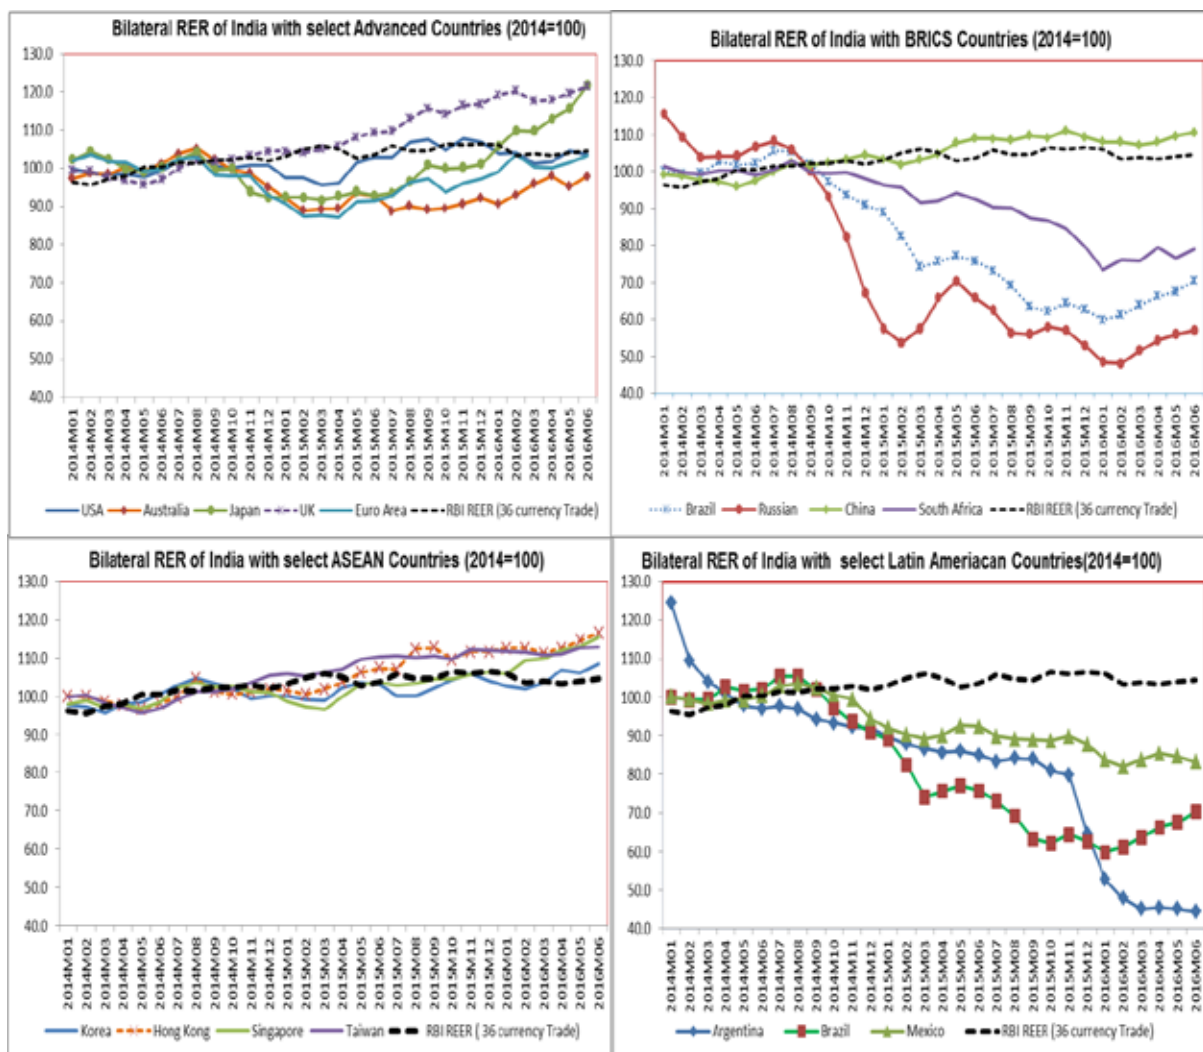 Bilateral RER of India with select Advanced Countries (2014=100)
130.0
120.0
110.0
100.0
90.0
80.0
70.0
60.0
50.0
40.0
2014M01
2014M02
2014M03
2014M04
2014M05
2014M06
2014M07
2014M08
2014M09
2014M10
2014M11
2014M12
2015M01
2015M02
2015M03
2015M04
2015M05
2015M06
2015M07
2015M08
2015M09
2015M10
2015M11
2015M12
2016M01
2016M02
2016M03
2016M04
2016M05
2016M06
USA Australia Japan UK Euro Area RBI REER (36 currency Trade)
Bilateral RER of India with BRICS Countries (2014=100)
130.0
120.0
110.0
100.0
90.0
80.0
70.0
60.0
50.0
40.0
2014M01
2014M02
2014M03
2014M04
2014M05
2014M06
2014M07
2014M08
2014M09
2014M10
2014M11
2014M12
2015M01
2015M02
2015M03
2015M04
2015M05
2015M06
2015M07
2015M08
2015M09
2015M10
2015M11
2015M12
2016M01
2016M02
2016M03
2016M04
2016M05
2016M06
Brazil Russian China South Africa RBI REER (36 currency Trade)
Bilateral RER of India with select ASEAN Countries (2014=100)
130.0
120.0
110.0
100.0
90.0
80.0
70.0
60.0
50.0
40.0
2014M01
2014M02
2014M03
2014M04
2014M05
2014M06
2014M07
2014M08
2014M09
2014M10
2014M11
2014M12
2015M01
2015M02
2015M03
2015M04
2015M05
2015M06
2015M07
2015M08
2015M09
2015M10
2015M11
2015M12
2016M01
2016M02
2016M03
2016M04
2016M05
2016M06
Korea Hong Kong Singapore Taiwan RBI REER ( 36 currency Trade)
Bilateral RER of India with select Latin Ameriacan Countries(2014=100)
130.0
120.0
110.0
100.0
90.0
80.0
70.0
60.0
50.0
40.0
2014M01
2014M02
2014M03
2014M04
2014M05
2014M06
2014M07
2014M08
2014M09
2014M10
2014M11
2014M12
2015M01
2015M02
2015M03
2015M04
2015M05
2015M06
2015M07
2015M08
2015M09
2015M10
2015M11
2015M12
2016M01
2016M02
2016M03
2016M04
2016M05
2016M06
Argentina Brazil Mexico RBI REER (36 currency Trade)